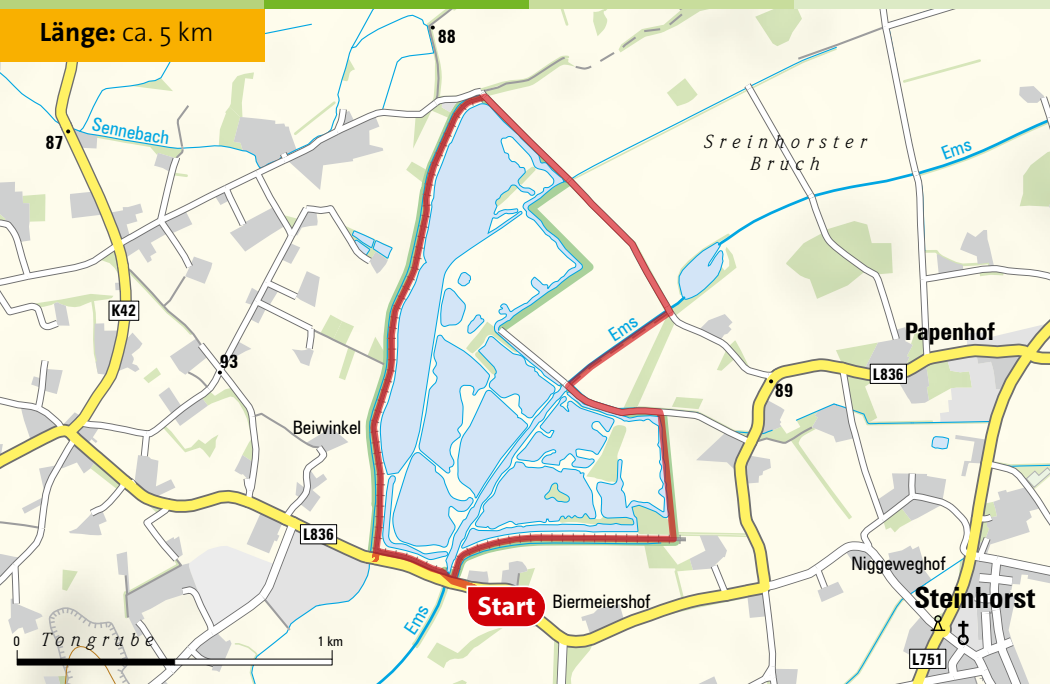 Länge: ca. 5 km
88
87
Sennebach
Sreinhorster
Bruch
Ems
K42
Ems
Papenhof
93
L836
89
Beiwinkel
L836
Niggeweghof
Start
Biermeiershof
Steinhorst
Ems
0
Tongrube
1 km
L751